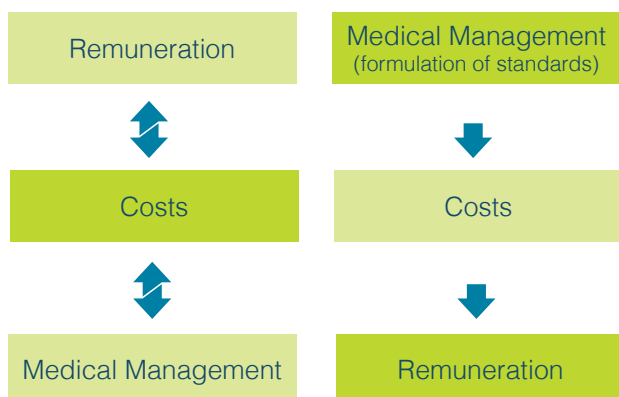 Remuneration
Costs
Medical Management
Medical Management
(formulation of standards)
Costs
Remuneration